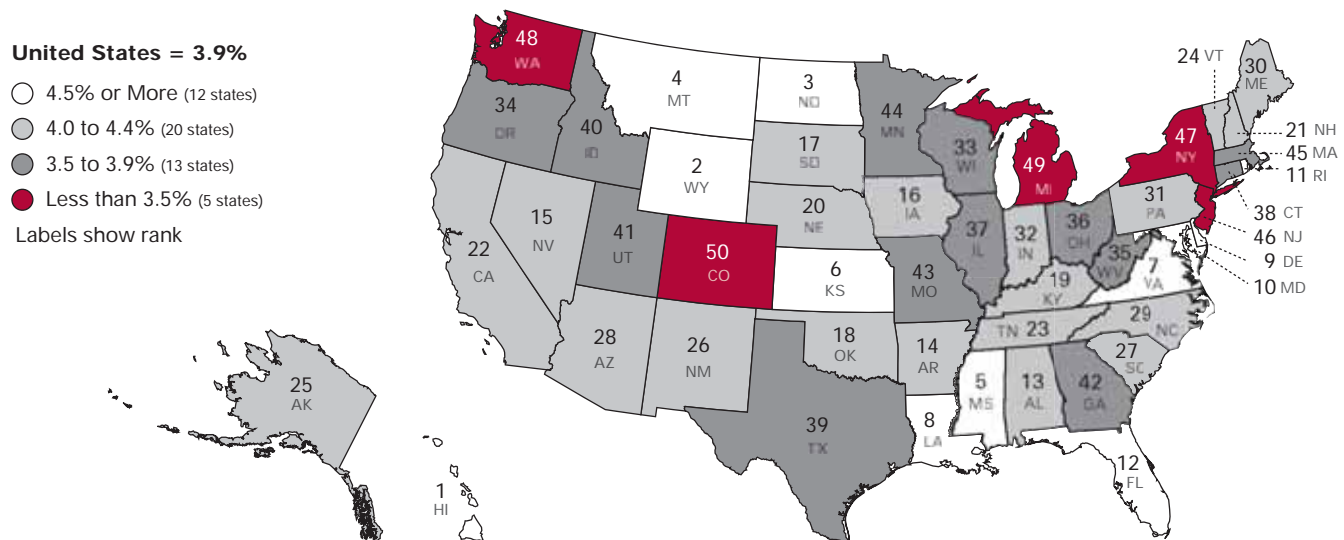 United States = 3.9%
4.5% or More (12 states)
4.0 to 4.4% (20 states)
3.5 to 3.9% (13 states)
Less than 3.5% (5 states)
Labels show rank
48
WA
4
MT
3
ND
44
MN
24 VT
30
ME
34
OR
40
ID
17
SD
33
WI
49
MI
47
NY
21 NH
45 MA
11 RI
2
WY
20
NE
16
IA
31
PA
38 CT
46 NJ
9 DE
10 MD
22
CA
15
NV
41
UT
50
CO
6
KS
43
MO
37
IL
32
IN
36
OH
35
WV
7
VA
19
KY
28
AZ
26
NM
18
OK
14
AR
TN 23
29
NC
27
SC
25
AK
1
HI
39
TX
8
LA
5
MS
13
AL
42
GA
12
FL